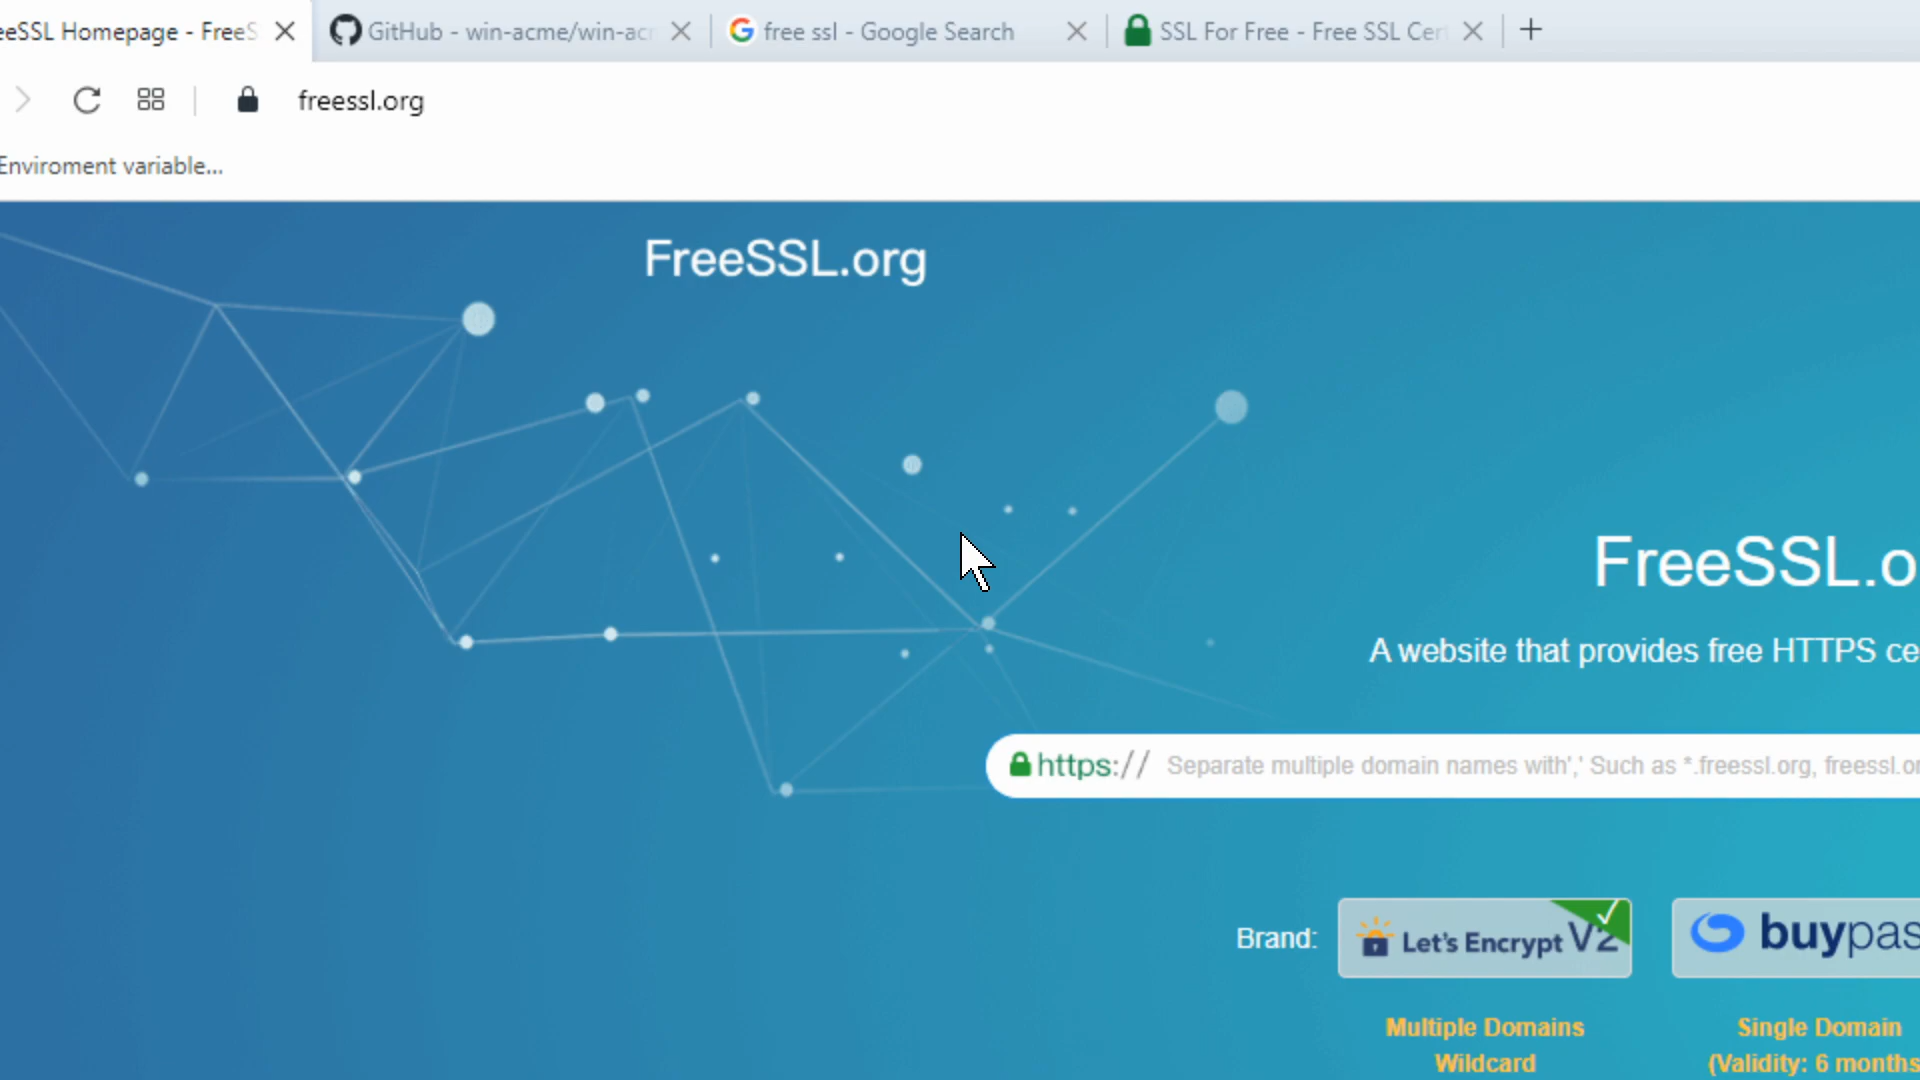 eeSSL Homepage - FreeS
GitHub - win-acme/win-acm
free ssl - Google Search
SSL For Free - Free SSL Cer
freessl.org
Enviroment variable...
FreeSSL.org
FreeSSL.o
A website that provides free HTTPS ce
https:// Separate multiple domain names with',' Such as *.freessl.org, freessl.or
Brand:
Let's Encrypt V2
buypas
Multiple Domains
Wildcard
Single Domain
(Validity: 6 months